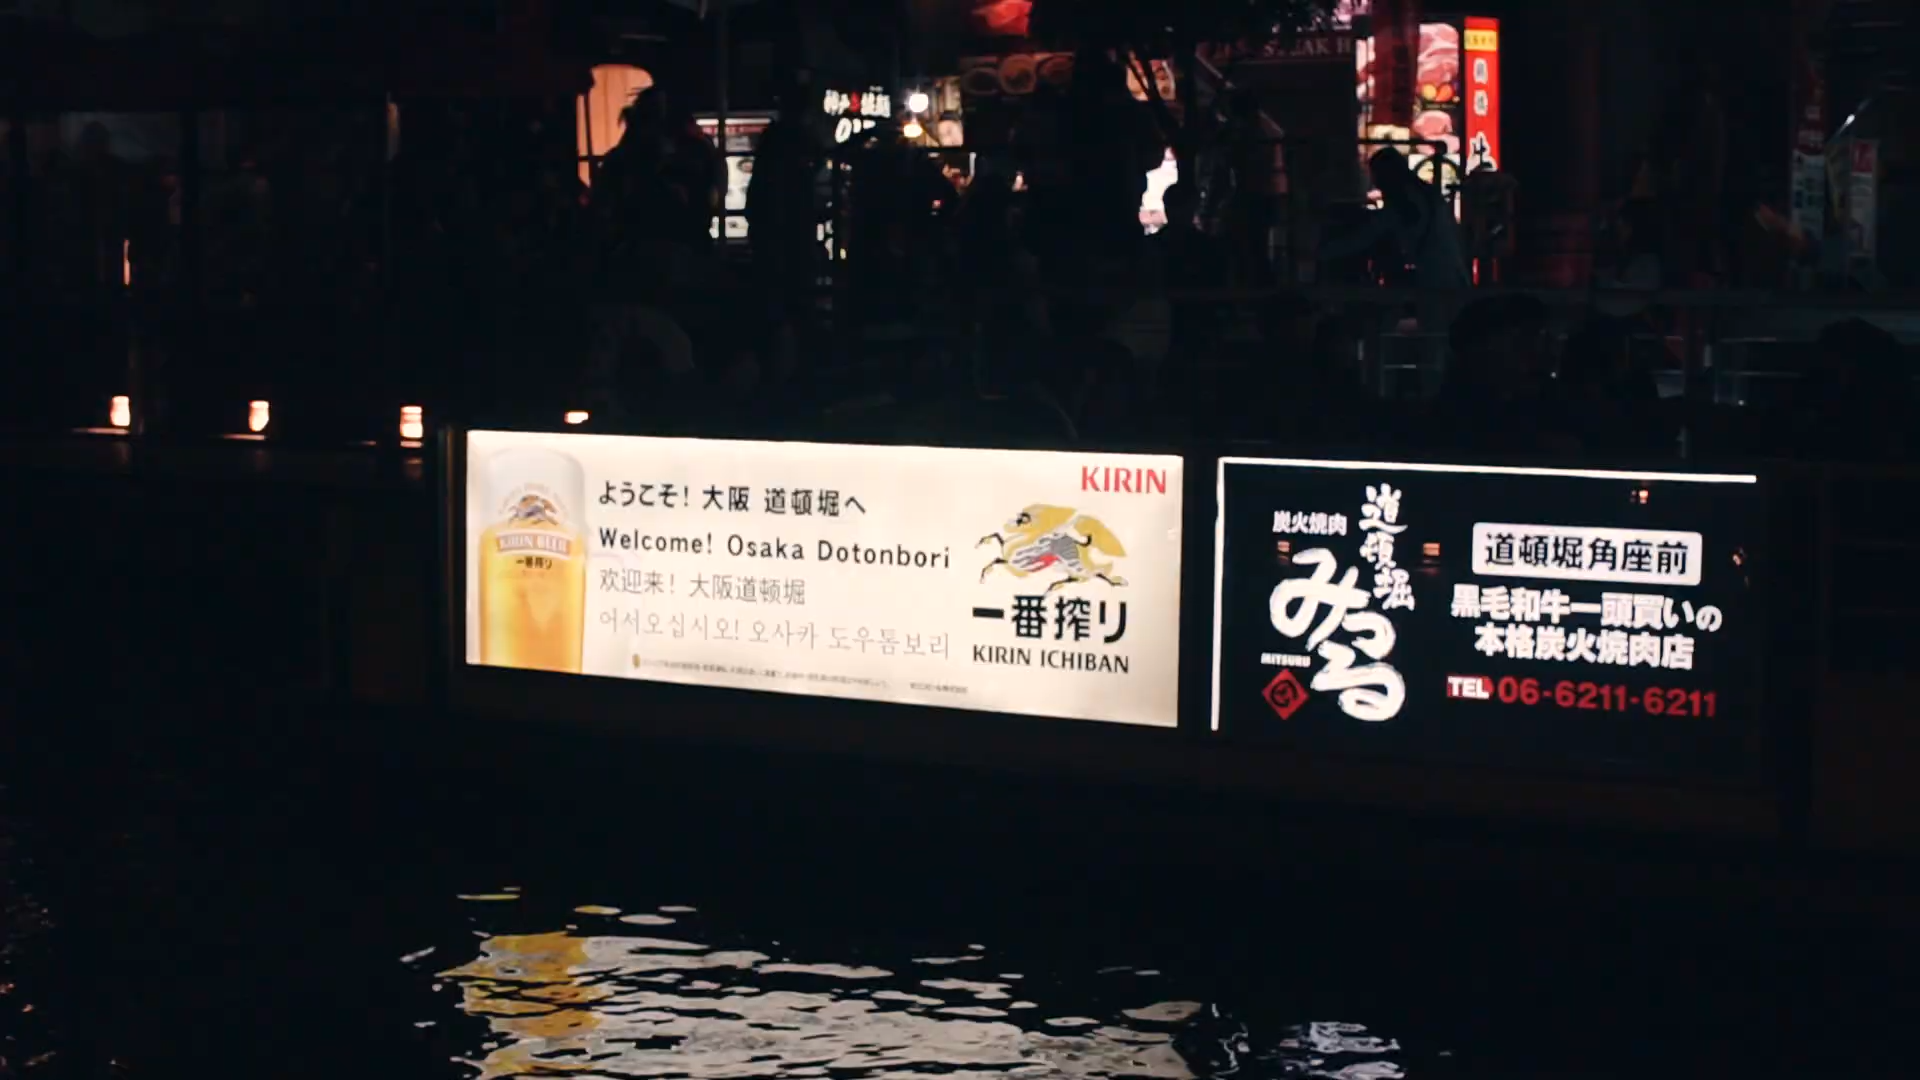 STEAK H
KIRIN
ようこそ! 大阪 道頓堀へ
Welcome! Osaka Dotonbori
欢迎来! 大阪道顿堀
어서오십시오! 오사카 도우톰보리
KIRIN BEER
一番搾り
一番搾り
KIRIN ICHIBAN
炭火焼肉
道頓堀
みつる
MITSURU
道頓堀角座前
黒毛和牛一頭買いの
本格炭火焼肉店
TEL 06-6211-6211